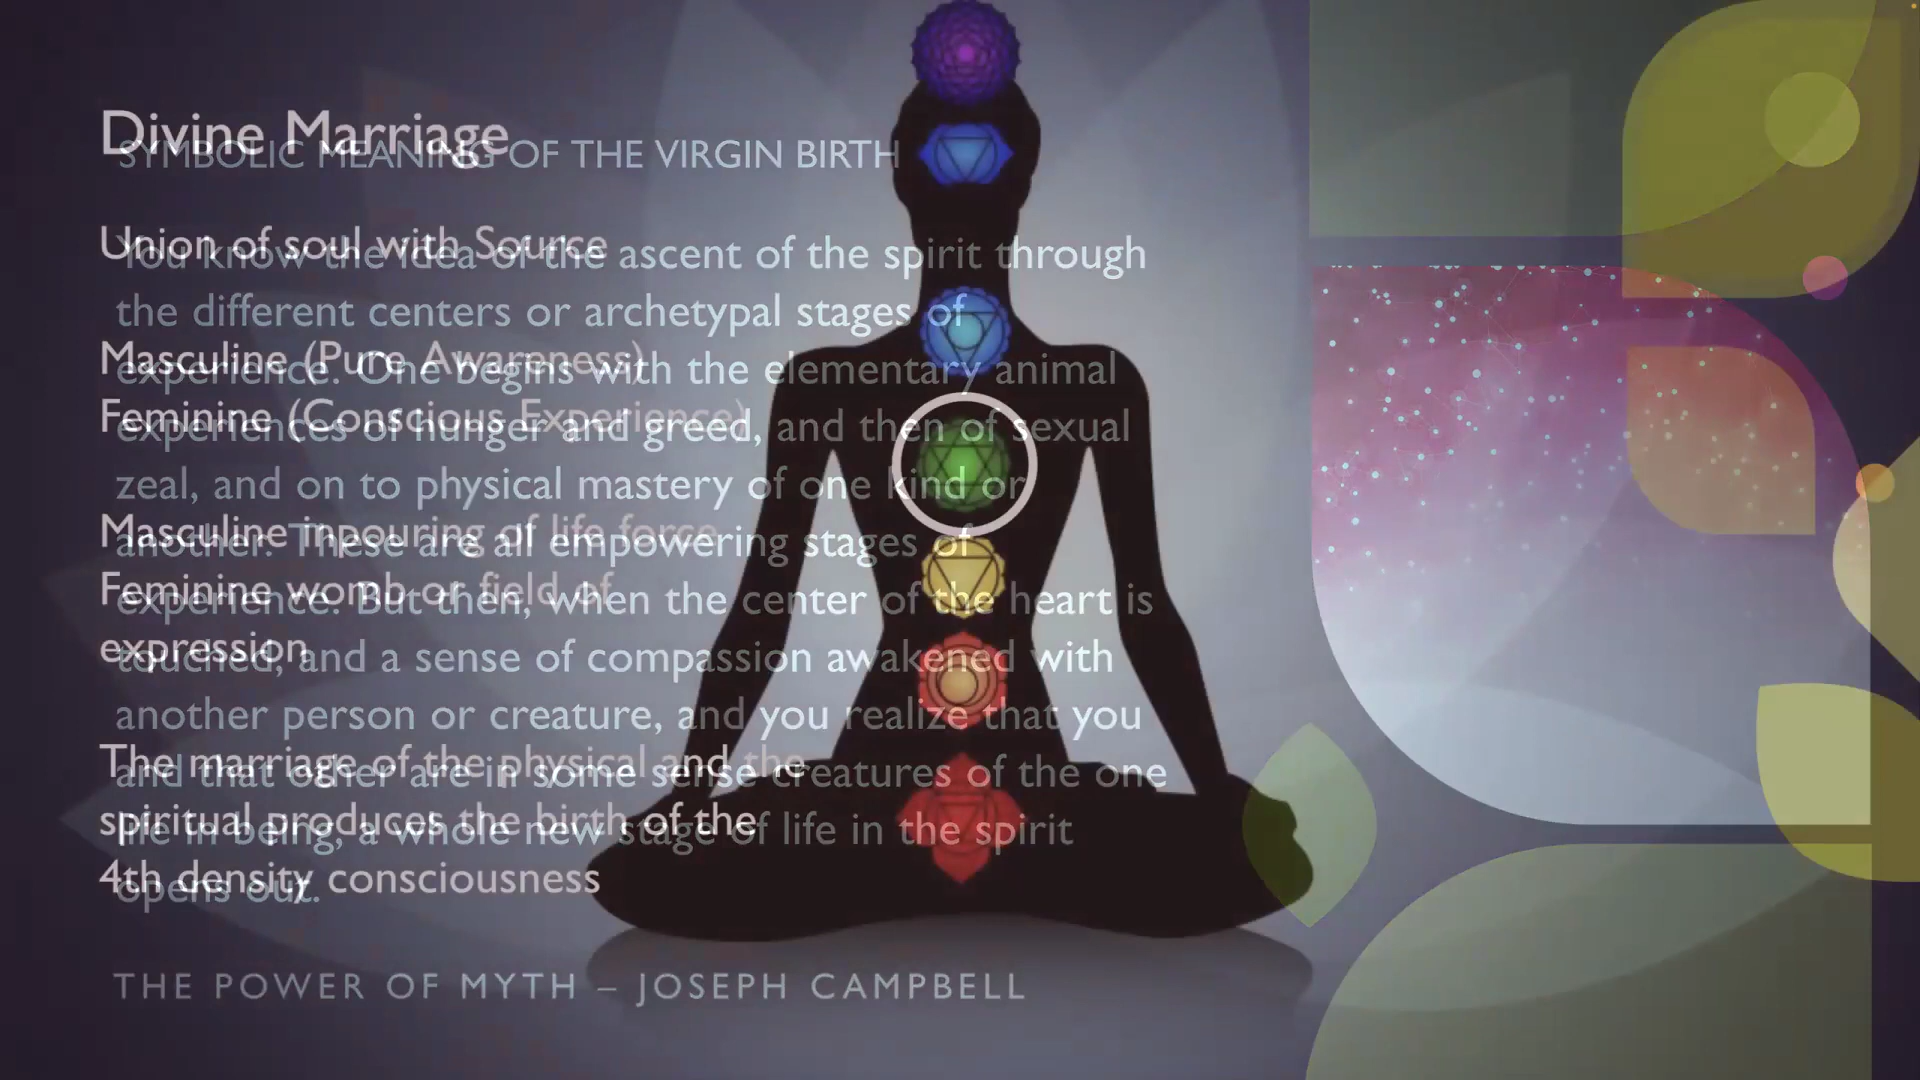 Divine Marriage
Union of soul with Source
Masculine (Pure Awareness)
Feminine (Conscious Experience)
Masculine inpouring of life force
Feminine womb or field of
expression
The marriage of the physical and the
spiritual produces the birth of the
4th density consciousness
SYMBOLIC MEANING OF THE VIRGIN BIRTH
You know the idea of the ascent of the spirit through
the different centers or archetypal stages of
experience. One begins with the elementary animal
experiences of hunger and greed, and then of sexual
zeal, and on to physical mastery of one kind or
another. These are all empowering stages of
experience. But then, when the center of the heart is
touched, and a sense of compassion awakened with
another person or creature, and you realize that you
and that other are in some sense creatures of the one
life in being, a whole new stage of life in the spirit
opens out.
THE POWER OF MYTH – JOSEPH CAMPBELL